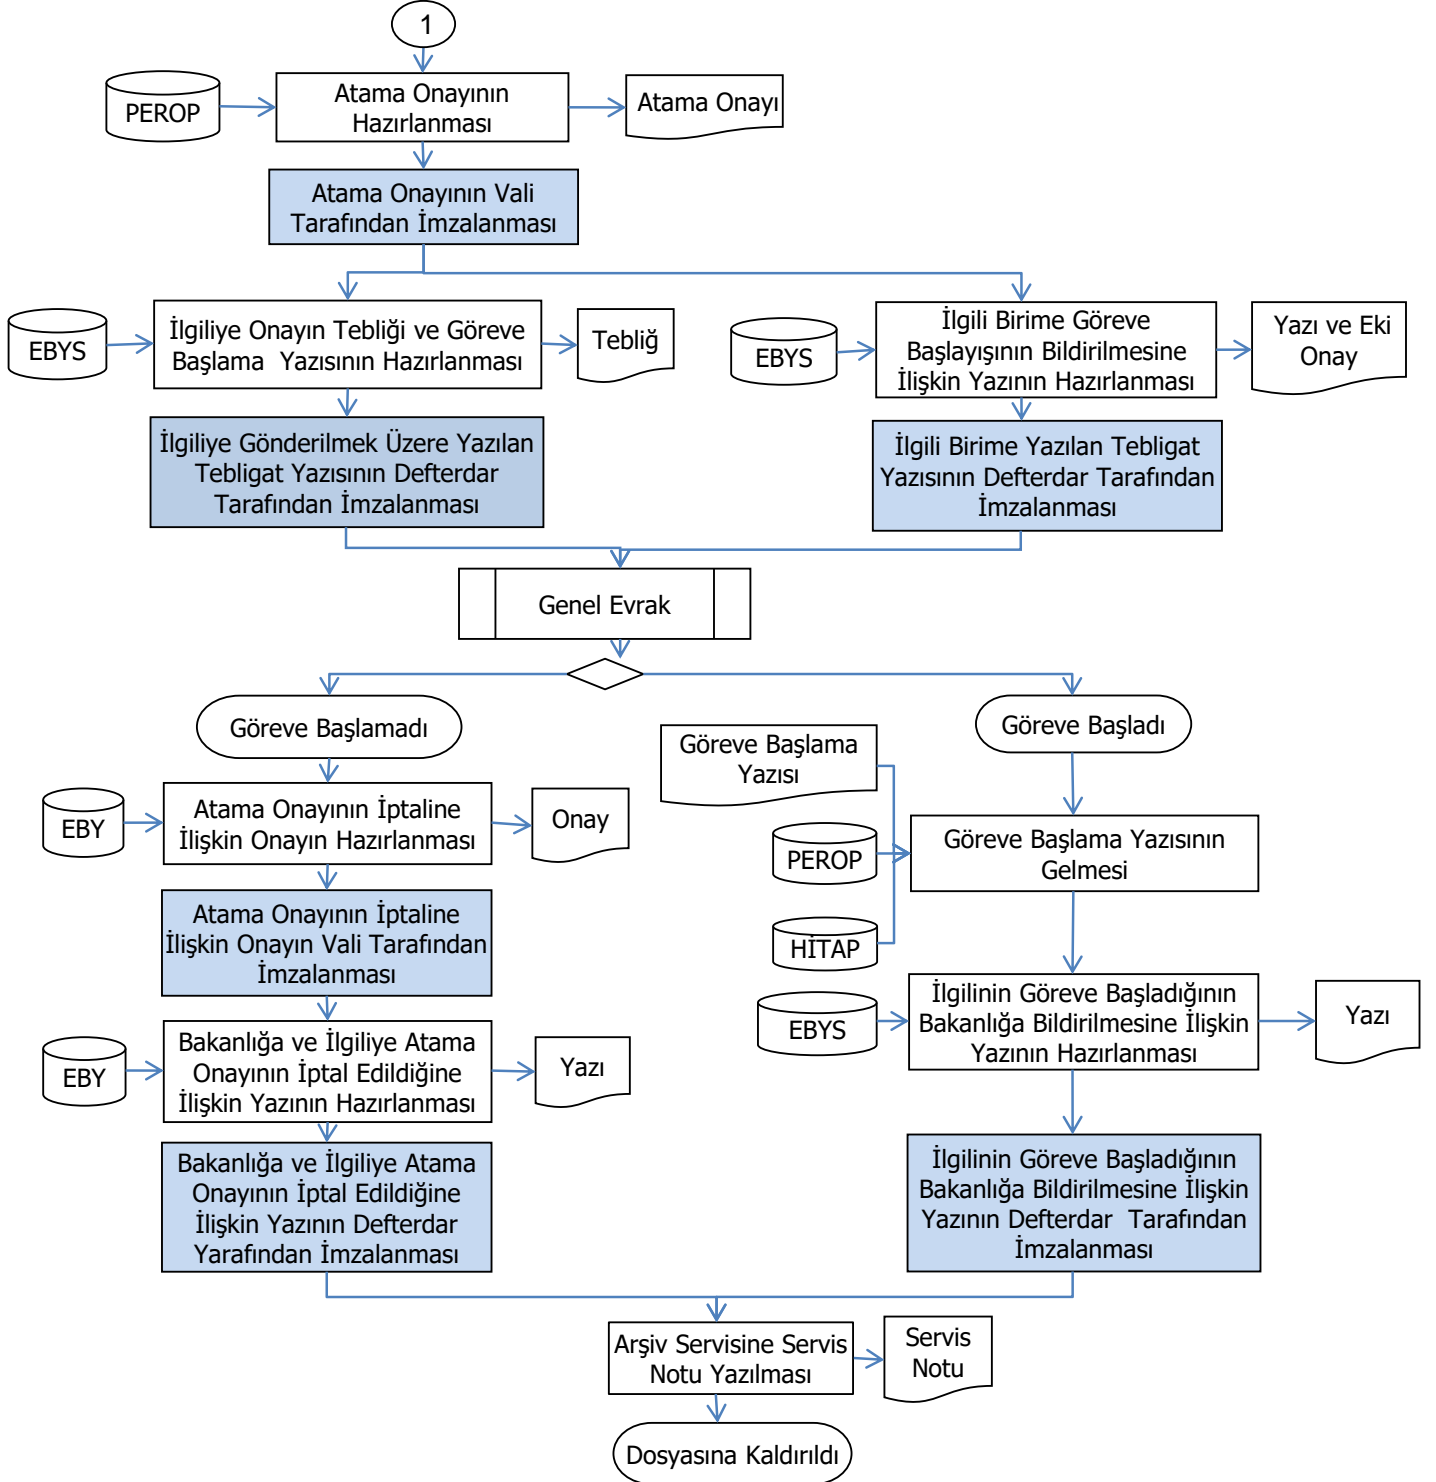 1
PEROP
Atama Onayının
Hazırlanması
Atama Onayı
Atama Onayının Vali
Tarafından İmzalanması
EBYS
İlgiliye Onayın Tebliği ve Göreve
Başlama Yazısının Hazırlanması
Tebliğ
EBYS
İlgili Birime Göreve
Başlayışının Bildirilmesine
İlişkin Yazının Hazırlanması
Yazı ve Eki
Onay
İlgiliye Gönderilmek Üzere Yazılan
Tebligat Yazısının Defterdar
Tarafından İmzalanması
İlgili Birime Yazılan Tebligat
Yazısının Defterdar Tarafından
İmzalanması
Genel Evrak
Göreve Başlamadı
Göreve Başladı
Göreve Başlama
Yazısı
EBY
Atama Onayının İptaline
İlişkin Onayın Hazırlanması
Onay
PEROP
Göreve Başlama Yazısının
Gelmesi
Atama Onayının İptaline
İlişkin Onayın Vali Tarafından
İmzalanması
HİTAP
EBYS
İlgilinin Göreve Başladığının
Bakanlığa Bildirilmesine İlişkin
Yazının Hazırlanması
Yazı
EBY
Bakanlığa ve İlgiliye Atama
Onayının İptal Edildiğine
İlişkin Yazının Hazırlanması
Yazı
Bakanlığa ve İlgiliye Atama
Onayının İptal Edildiğine
İlişkin Yazının Defterdar
Yarafından İmzalanması
İlgilinin Göreve Başladığının
Bakanlığa Bildirilmesine İlişkin
Yazının Defterdar Tarafından
İmzalanması
Arşiv Servisine Servis
Notu Yazılması
Servis
Notu
Dosyasına Kaldırıldı